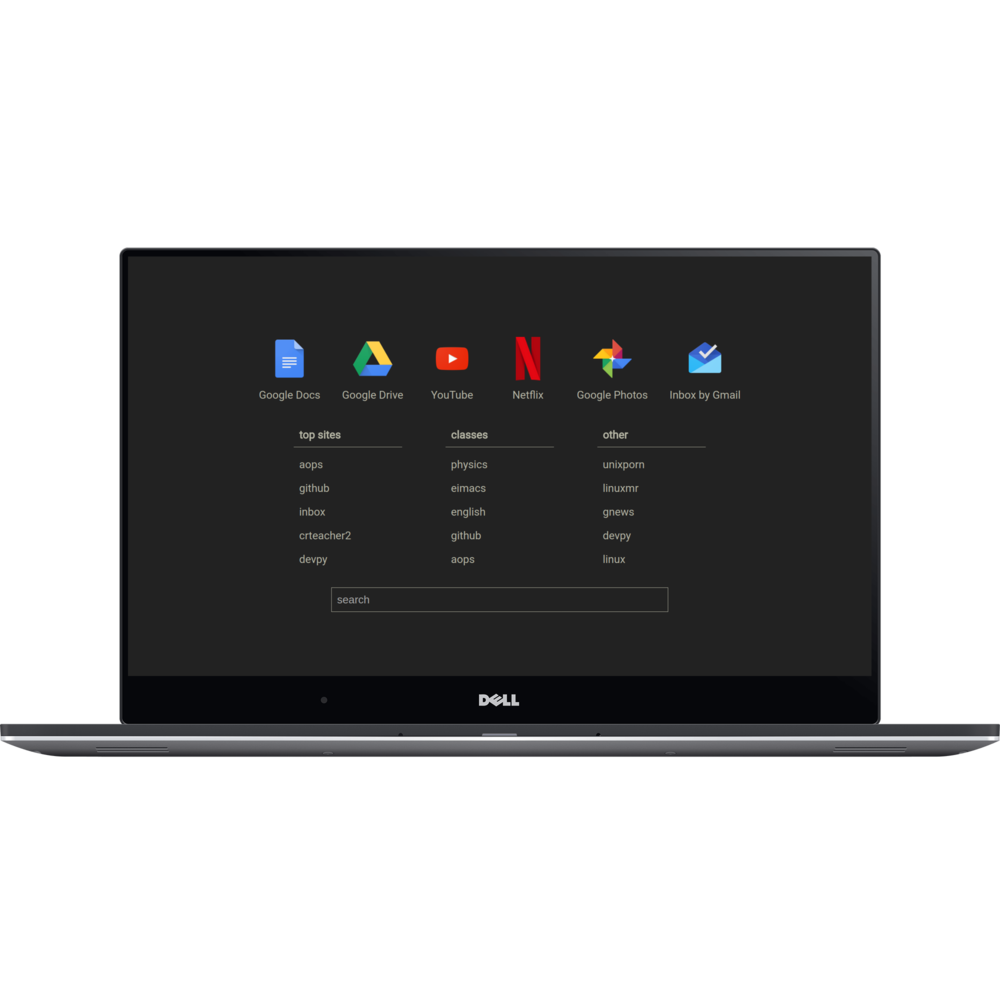 Google Docs Google Drive YouTube Netflix Google Photos Inbox by Gmail
top sites classes other
aops physics unixporn
github eimacs linuxmr
inbox english gnews
crteacher2 github devpy
devpy aops linux
search
DELL